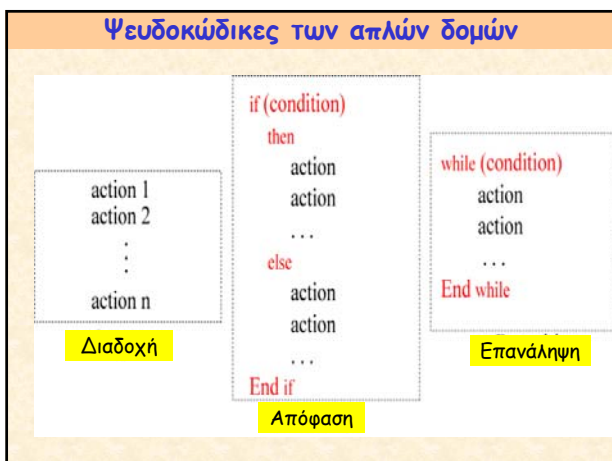 Ψευδοκώδικες των απλών δομών
action 1
action 2
.
.
.
action n
Διαδοχή
if (condition)
then
action
action
...
else
action
action
...
End if
Απόφαση
while (condition)
action
action
...
End while
Επανάληψη